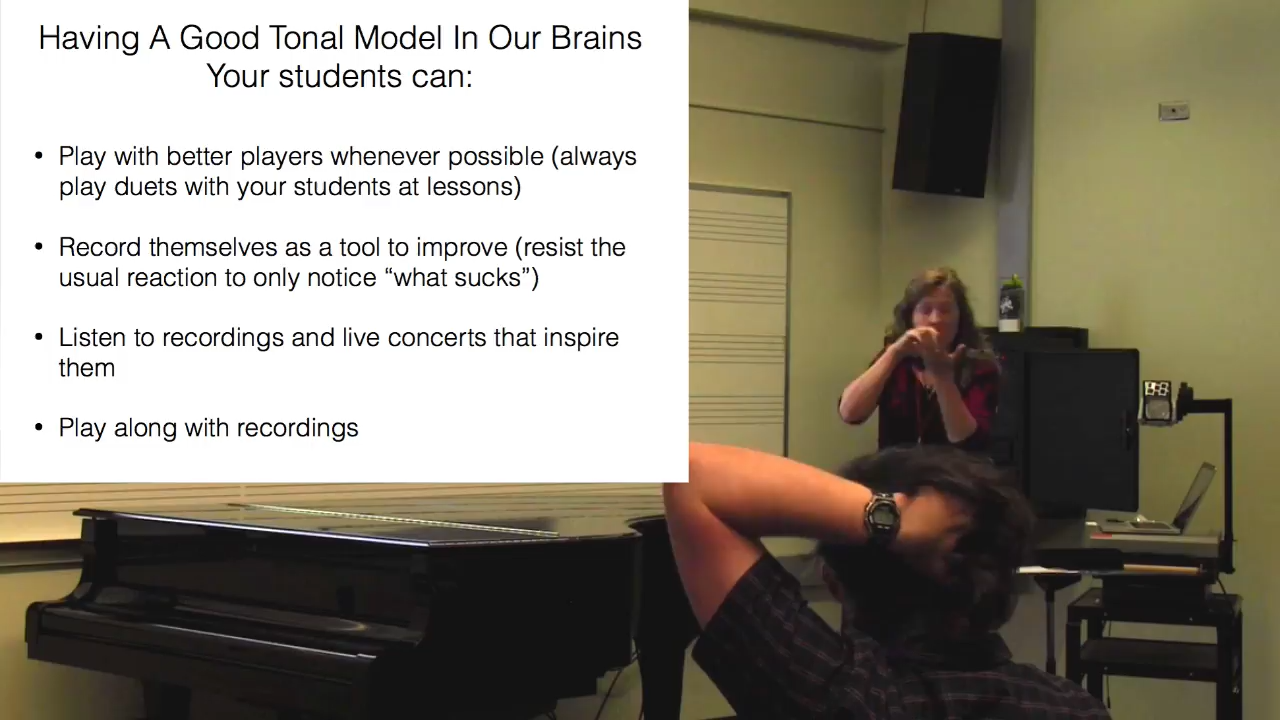 Having A Good Tonal Model In Our Brains
Your students can:
• Play with better players whenever possible (always
play duets with your students at lessons)
• Record themselves as a tool to improve (resist the
usual reaction to only notice “what sucks”)
• Listen to recordings and live concerts that inspire
them
• Play along with recordings